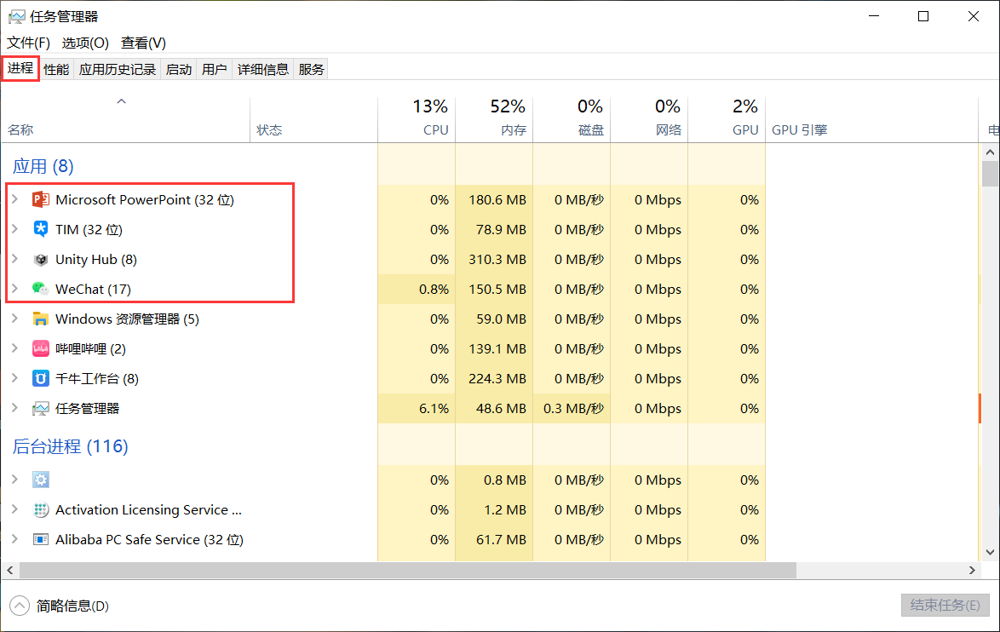 任务管理器
文件(F) 选项(O) 查看(V)
进程 性能 应用历史记录 启动 用户 详细信息 服务
13% 52% 0% 0% 2%
名称 状态 CPU 内存 磁盘 网络 GPU GPU 引擎 电
应用 (8)
Microsoft PowerPoint (32 位) 0% 180.6 MB 0 MB/秒 0 Mbps 0%
TIM (32 位) 0% 78.9 MB 0 MB/秒 0 Mbps 0%
Unity Hub (8) 0% 310.3 MB 0 MB/秒 0 Mbps 0%
WeChat (17) 0.8% 150.5 MB 0 MB/秒 0 Mbps 0%
Windows 资源管理器 (5) 0% 59.0 MB 0 MB/秒 0 Mbps 0%
哔哩哔哩 (2) 0% 139.1 MB 0 MB/秒 0 Mbps 0%
千牛工作台 (8) 0% 224.3 MB 0 MB/秒 0 Mbps 0%
任务管理器 6.1% 48.6 MB 0.3 MB/秒 0 Mbps 0%
后台进程 (116)
0% 0.8 MB 0 MB/秒 0 Mbps 0%
Activation Licensing Service ... 0% 1.2 MB 0 MB/秒 0 Mbps 0%
Alibaba PC Safe Service (32 位) 0% 61.7 MB 0 MB/秒 0 Mbps 0%
简略信息(D) 结束任务(E)